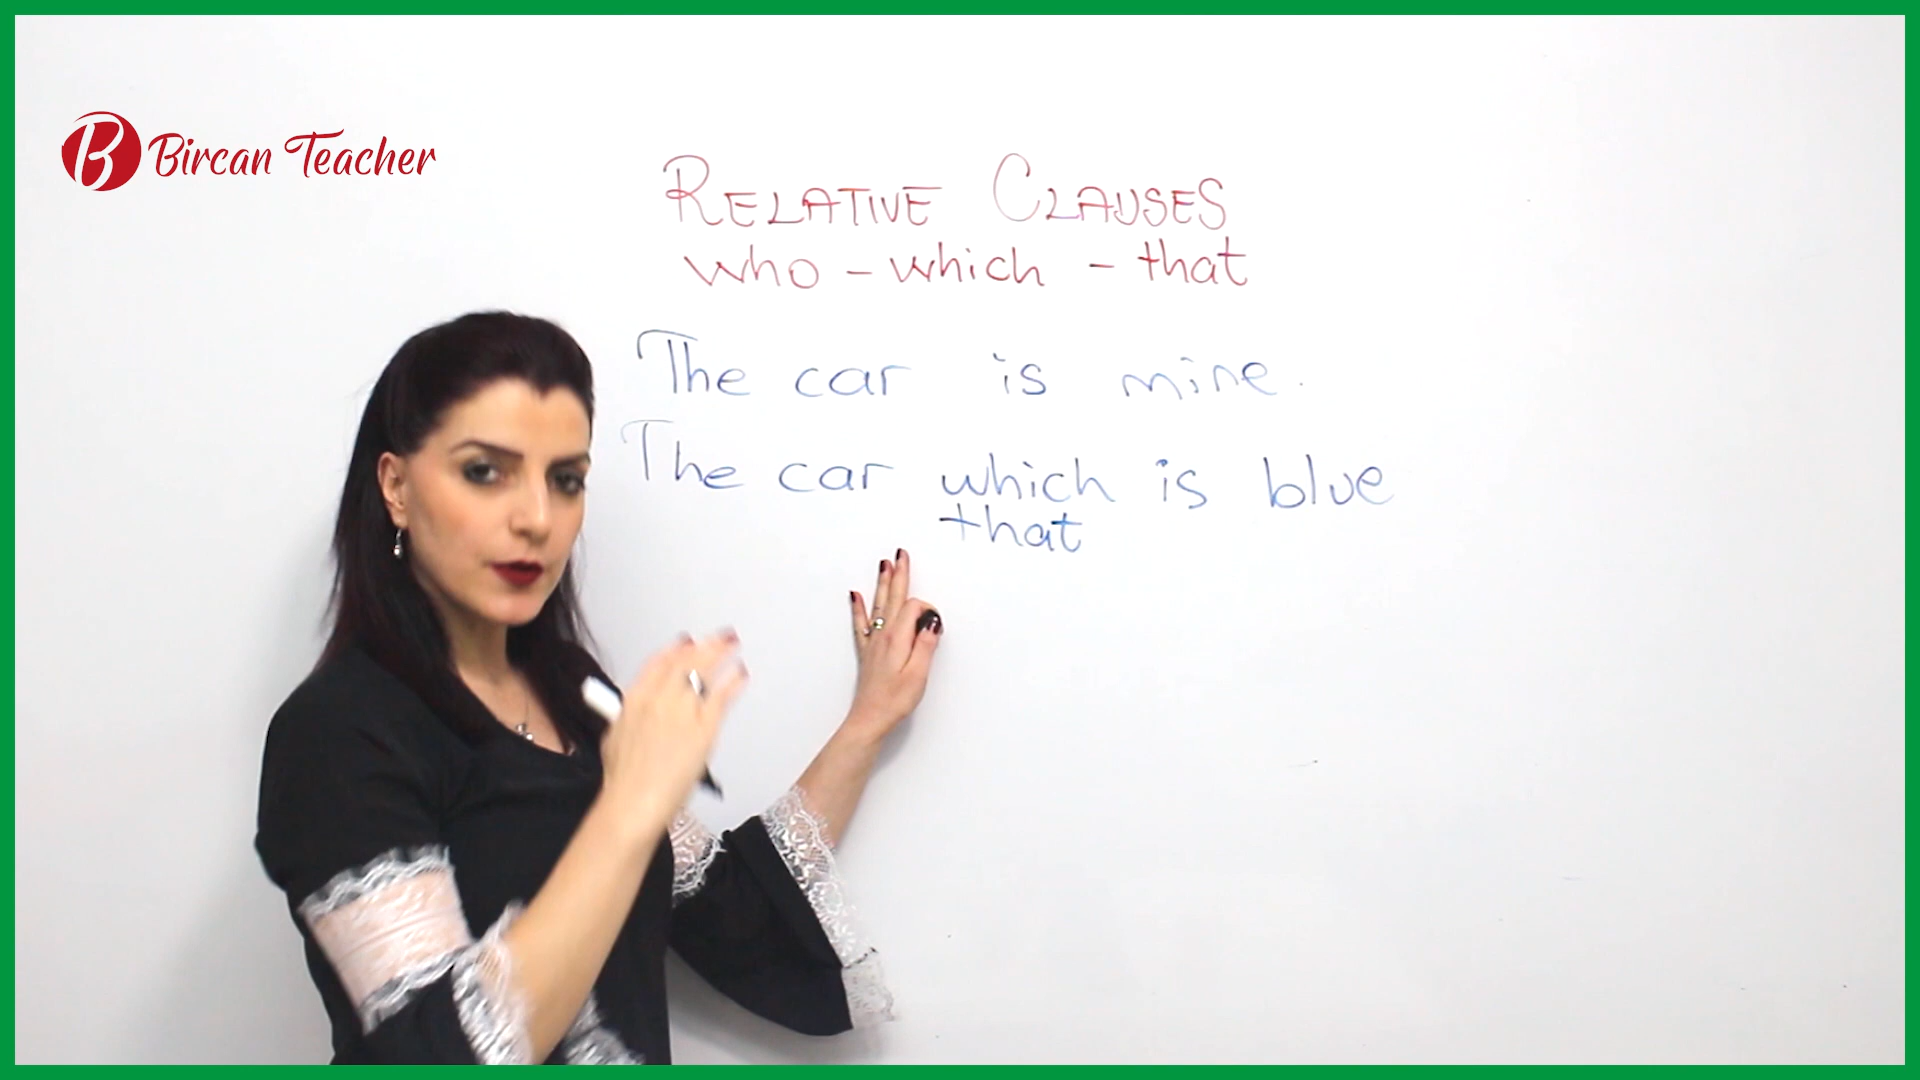 B Bircan Teacher
RELATIVE CLAUSES
who - which - that
The car is mine.
The car which is blue
that